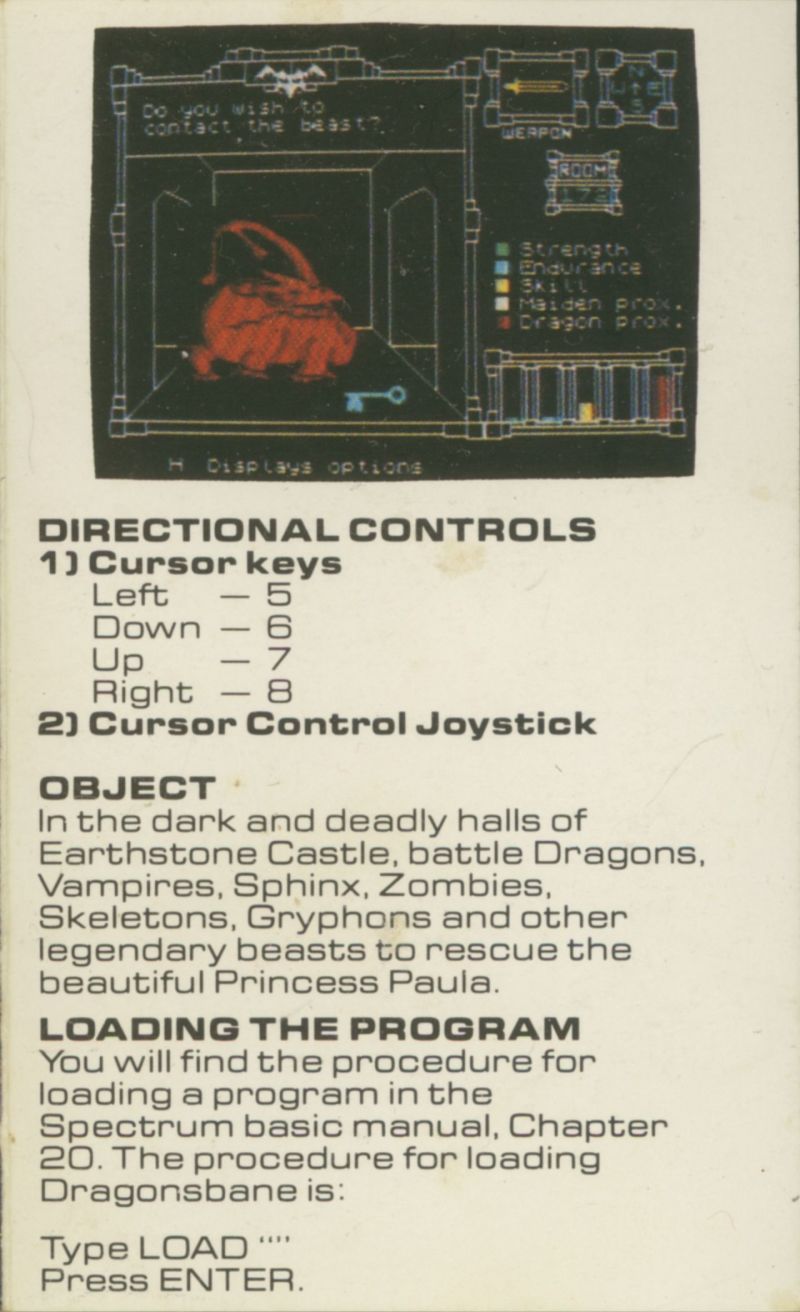 Do you wish to
contact the beast?
N
W E
S
WEAPON
ROOM
172
Strength
Endurance
Skill
Maiden prox.
Dragon prox.
H Displays options
DIRECTIONAL CONTROLS
1) Cursor keys
Left — 5
Down — 6
Up — 7
Right — 8
2) Cursor Control Joystick
OBJECT
In the dark and deadly halls of
Earthstone Castle, battle Dragons,
Vampires, Sphinx, Zombies,
Skeletons, Gryphons and other
legendary beasts to rescue the
beautiful Princess Paula.
LOADING THE PROGRAM
You will find the procedure for
loading a program in the
Spectrum basic manual, Chapter
20. The procedure for loading
Dragonsbane is:
Type LOAD “”
Press ENTER.